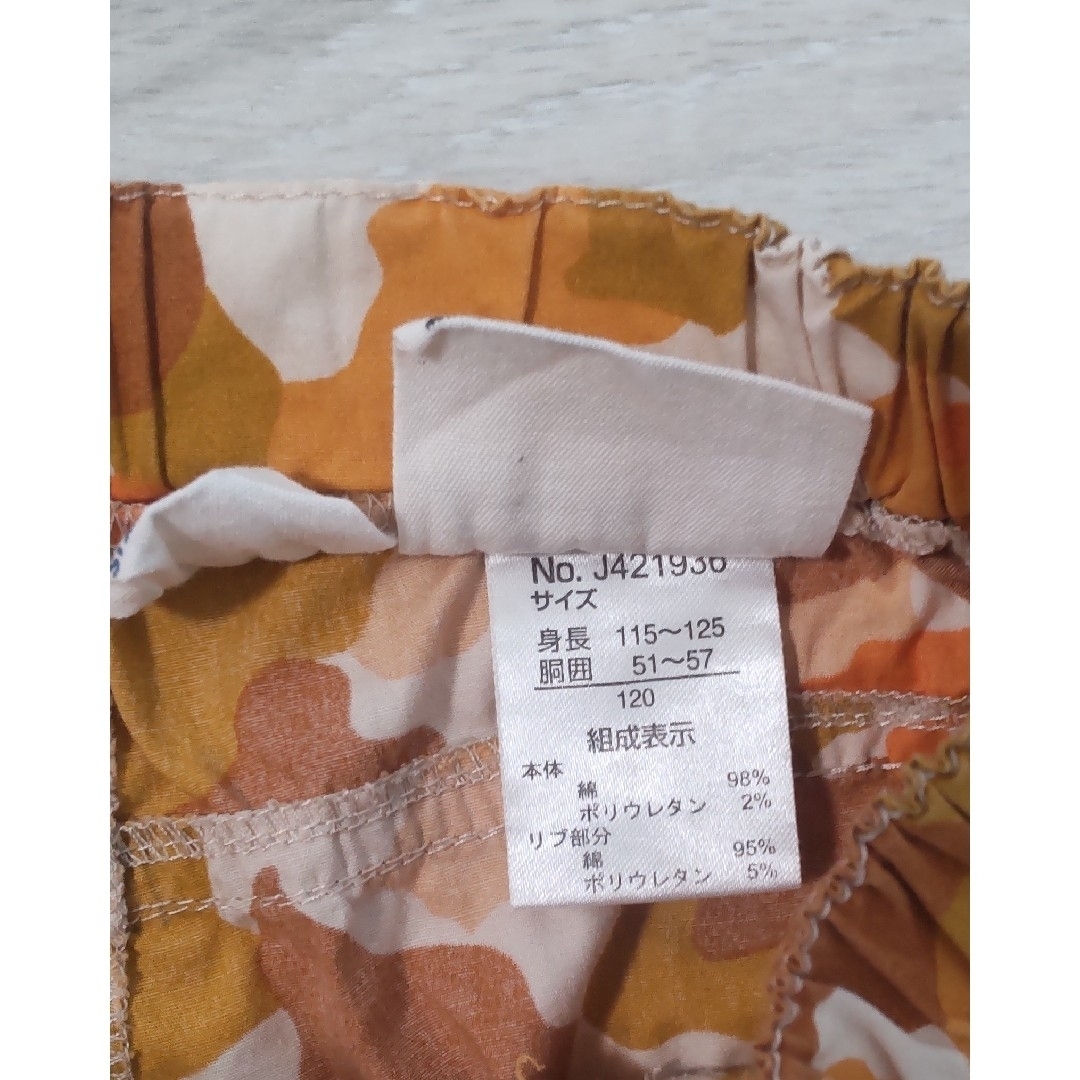 No. J421936
サイズ
身長 115～125
胴囲 51～57
120
組成表示
本体
綿 98%
ポリウレタン 2%
リブ部分
綿 95%
ポリウレタン 5%